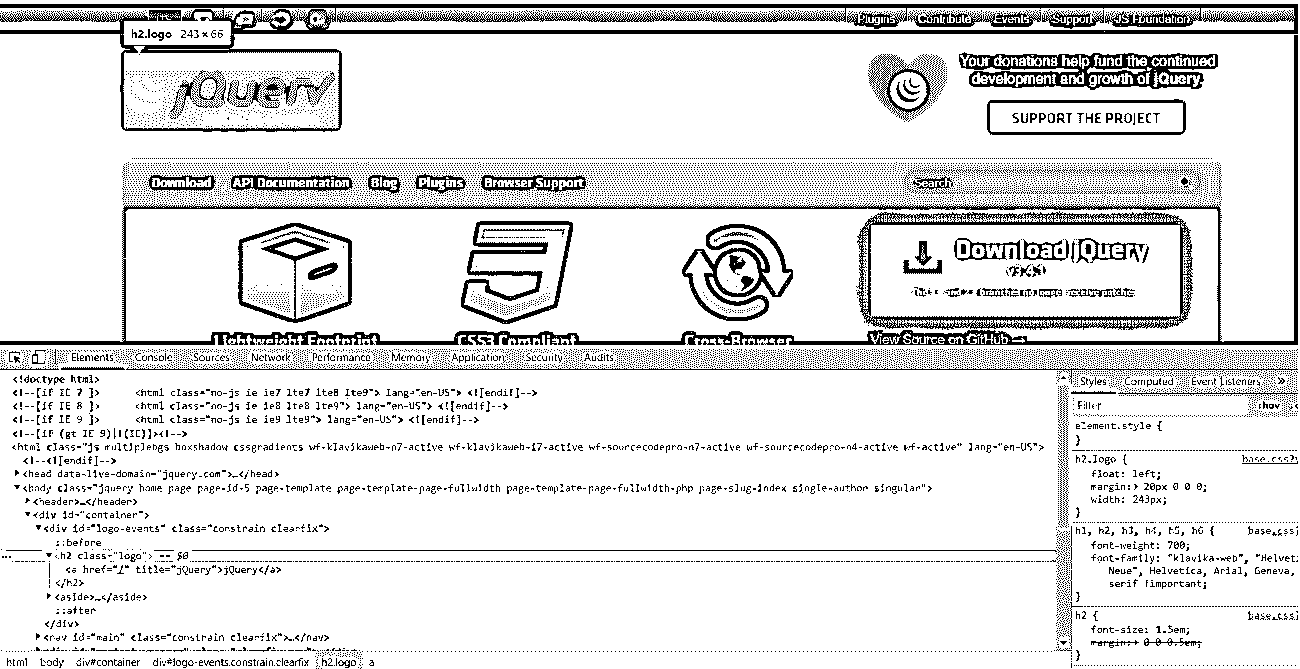 Plugins Contribute Events Support JS Foundation
h2.logo 243 × 66
jQuery
Your donations help fund the continued
development and growth of jQuery.
SUPPORT THE PROJECT
Download API Documentation Blog Plugins Browser Support
Search
Download jQuery
v3.4.1
branches no longer receive patches
Lightweight Footprint CSS3 Compliant Cross-Browser
View Source on GitHub →
Elements Console Sources Network Performance Memory Application Security Audits
<!doctype html>
<!--[if IE 7 ]> <html class="no-js ie ie7 lte7 lte8 lte9"> lang="en-US"> <![endif]-->
<!--[if IE 8 ]> <html class="no-js ie ie8 lte8 lte9"> lang="en-US"> <![endif]-->
<!--[if IE 9 ]> <html class="no-js ie ie9 lte9"> lang="en-US"> <![endif]-->
<!--[if (gt IE 9)|!(IE)]><!-->
<html class="js multiplebgs boxshadow cssgradients wf-klavikaweb-n7-active wf-klavikaweb-i7-active wf-sourcecodepro-n7-active wf-sourcecodepro-n4-active wf-active" lang="en-US">
<!--<![endif]-->
<head data-live-domain="jquery.com">…</head>
<body class="jquery home page page-id-5 page-template page-template-page-fullwidth page-template-page-fullwidth-php page-slug-index single-author singular">
<header>…</header>
<div id="container">
<div id="logo-events" class="constrain clearfix">
::before
… <h2 class="logo"> == $0
<a href="/" title="jQuery">jQuery</a>
</h2>
<aside>…</aside>
::after
</div>
<nav id="main" class="constrain clearfix">…</nav>
html body div#container div#logo-events.constrain.clearfix h2.logo a
Styles Computed Event Listeners »
Filter :hov
element.style {
}
h2.logo { base.css?v
float: left;
margin: 20px 0 0 0;
width: 243px;
}
h1, h2, h3, h4, h5, h6 { base.css?
font-weight: 700;
font-family: "klavika-web", "Helveti
Neue", Helvetica, Arial, Geneva,
serif !important;
}
h2 { base.css?
font-size: 1.5em;
margin: 0 0 0.5em;
}